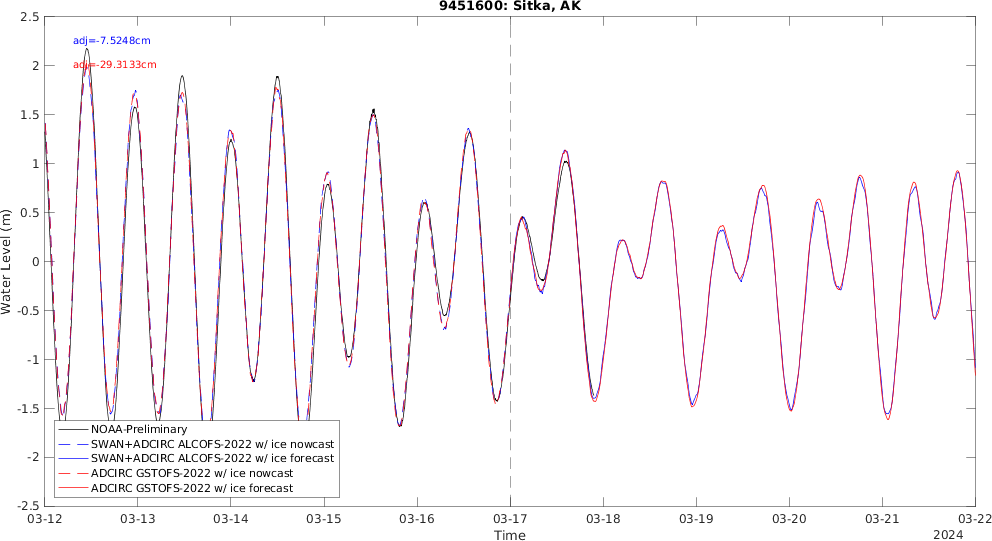 9451600: Sitka, AK
adj=-7.5248cm
adj=-29.3133cm
2.5
2
1.5
1
0.5
0
-0.5
-1
-1.5
-2
-2.5
Water Level (m)
NOAA-Preliminary
SWAN+ADCIRC ALCOFS-2022 w/ ice nowcast
SWAN+ADCIRC ALCOFS-2022 w/ ice forecast
ADCIRC GSTOFS-2022 w/ ice nowcast
ADCIRC GSTOFS-2022 w/ ice forecast
03-12 03-13 03-14 03-15 03-16 03-17 03-18 03-19 03-20 03-21 03-22
Time
2024